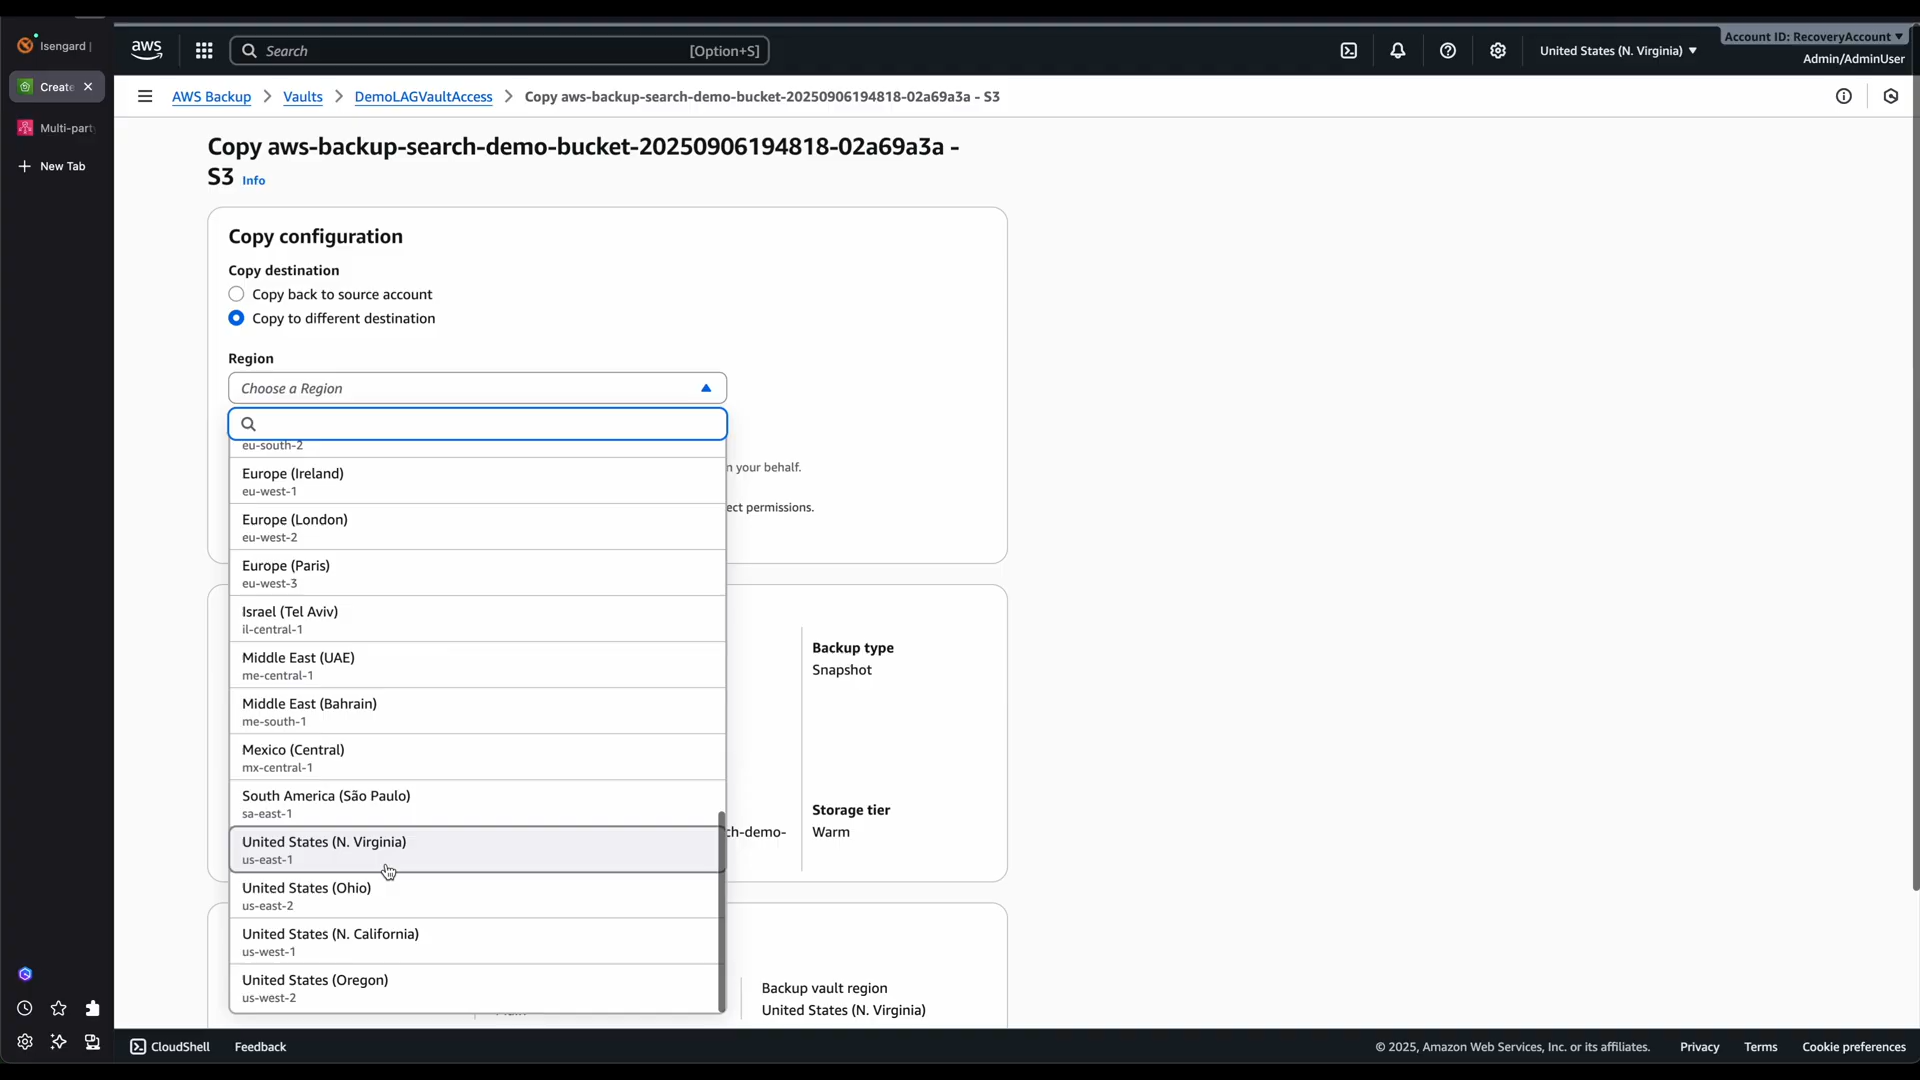 Isengard |
aws
Search
[Option+S]
United States (N. Virginia)
Account ID: RecoveryAccount
Admin/AdminUser
Create
Multi-part
New Tab
AWS Backup
Vaults
DemoLAGVaultAccess
Copy aws-backup-search-demo-bucket-20250906194818-02a69a3a - S3
Copy aws-backup-search-demo-bucket-20250906194818-02a69a3a -
S3 Info
Copy configuration
Copy destination
Copy back to source account
Copy to different destination
Region
Choose a Region
eu-south-2
n your behalf.
Europe (Ireland)
eu-west-1
ect permissions.
Europe (London)
eu-west-2
Europe (Paris)
eu-west-3
Israel (Tel Aviv)
il-central-1
Middle East (UAE)
me-central-1
Backup type
Snapshot
Middle East (Bahrain)
me-south-1
Mexico (Central)
mx-central-1
South America (São Paulo)
sa-east-1
Storage tier
ch-demo-
Warm
United States (N. Virginia)
us-east-1
United States (Ohio)
us-east-2
United States (N. California)
us-west-1
United States (Oregon)
us-west-2
Backup vault region
United States (N. Virginia)
CloudShell
Feedback
© 2025, Amazon Web Services, Inc. or its affiliates.
Privacy
Terms
Cookie preferences